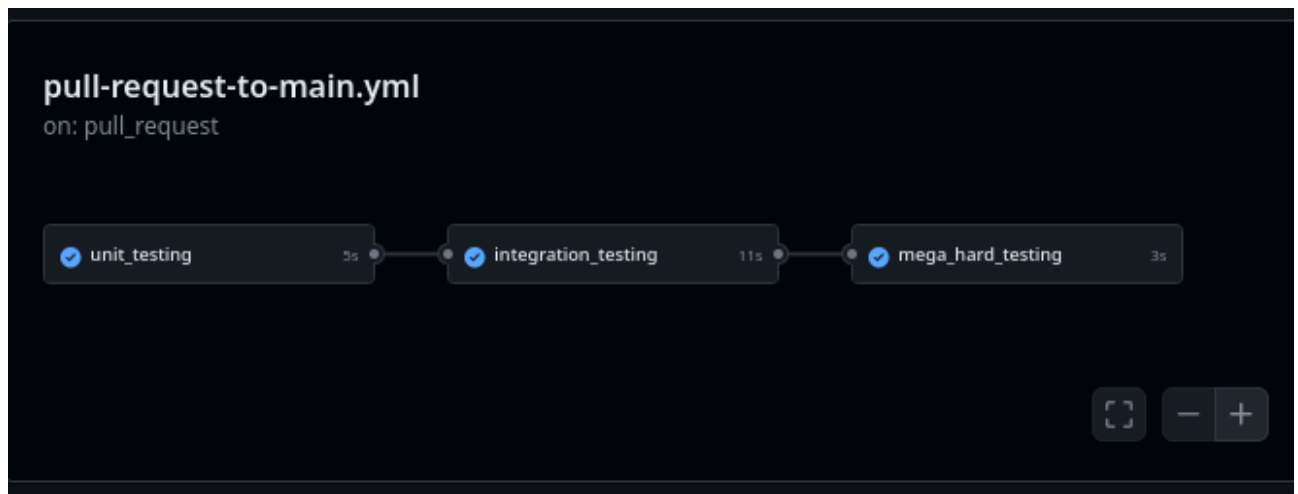 pull-request-to-main.yml
on: pull_request
unit_testing 5s
integration_testing 11s
mega_hard_testing 3s